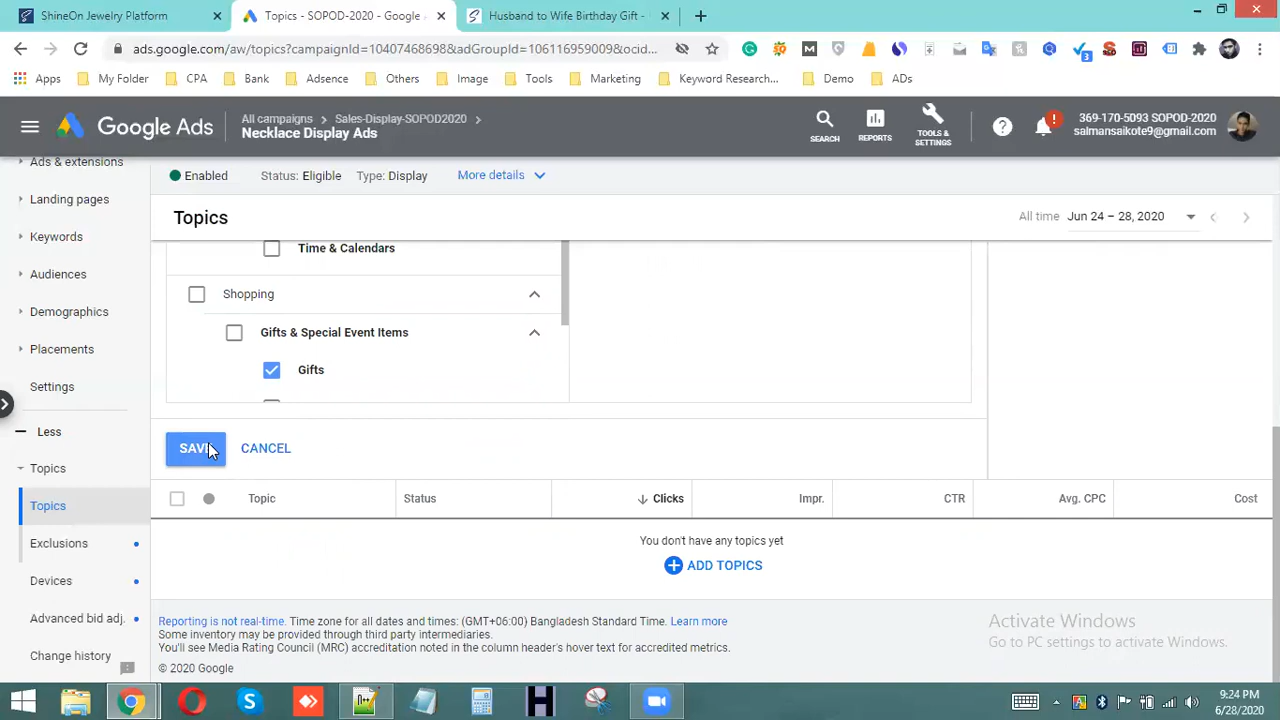 ShineOn Jewelry Platform
Topics - SOPOD-2020 - Google
Husband to Wife Birthday Gift -
ads.google.com/aw/topics?campaignId=10407468698&adGroupId=106116959009&ocid...
Apps
My Folder
CPA
Bank
Adsence
Others
Image
Tools
Marketing
Keyword Research...
Demo
ADs
Google Ads
All campaigns
Sales-Display-SOPOD2020
Necklace Display Ads
SEARCH
REPORTS
TOOLS & SETTINGS
369-170-5093 SOPOD-2020
salmansaikote9@gmail.com
Ads & extensions
Landing pages
Keywords
Audiences
Demographics
Placements
Settings
Less
Topics
Topics
Exclusions
Devices
Advanced bid adj.
Change history
Enabled
Status: Eligible
Type: Display
More details
Topics
All time
Jun 24 – 28, 2020
Time & Calendars
Shopping
Gifts & Special Event Items
Gifts
SAVE
CANCEL
Topic
Status
Clicks
Impr.
CTR
Avg. CPC
Cost
You don't have any topics yet
ADD TOPICS
Reporting is not real-time. Time zone for all dates and times: (GMT+06:00) Bangladesh Standard Time. Learn more
Some inventory may be provided through third party intermediaries.
You'll see Media Rating Council (MRC) accreditation noted in the column header's hover text for accredited metrics.
© 2020 Google
Activate Windows
Go to PC settings to activate Windows.
9:24 PM
6/28/2020